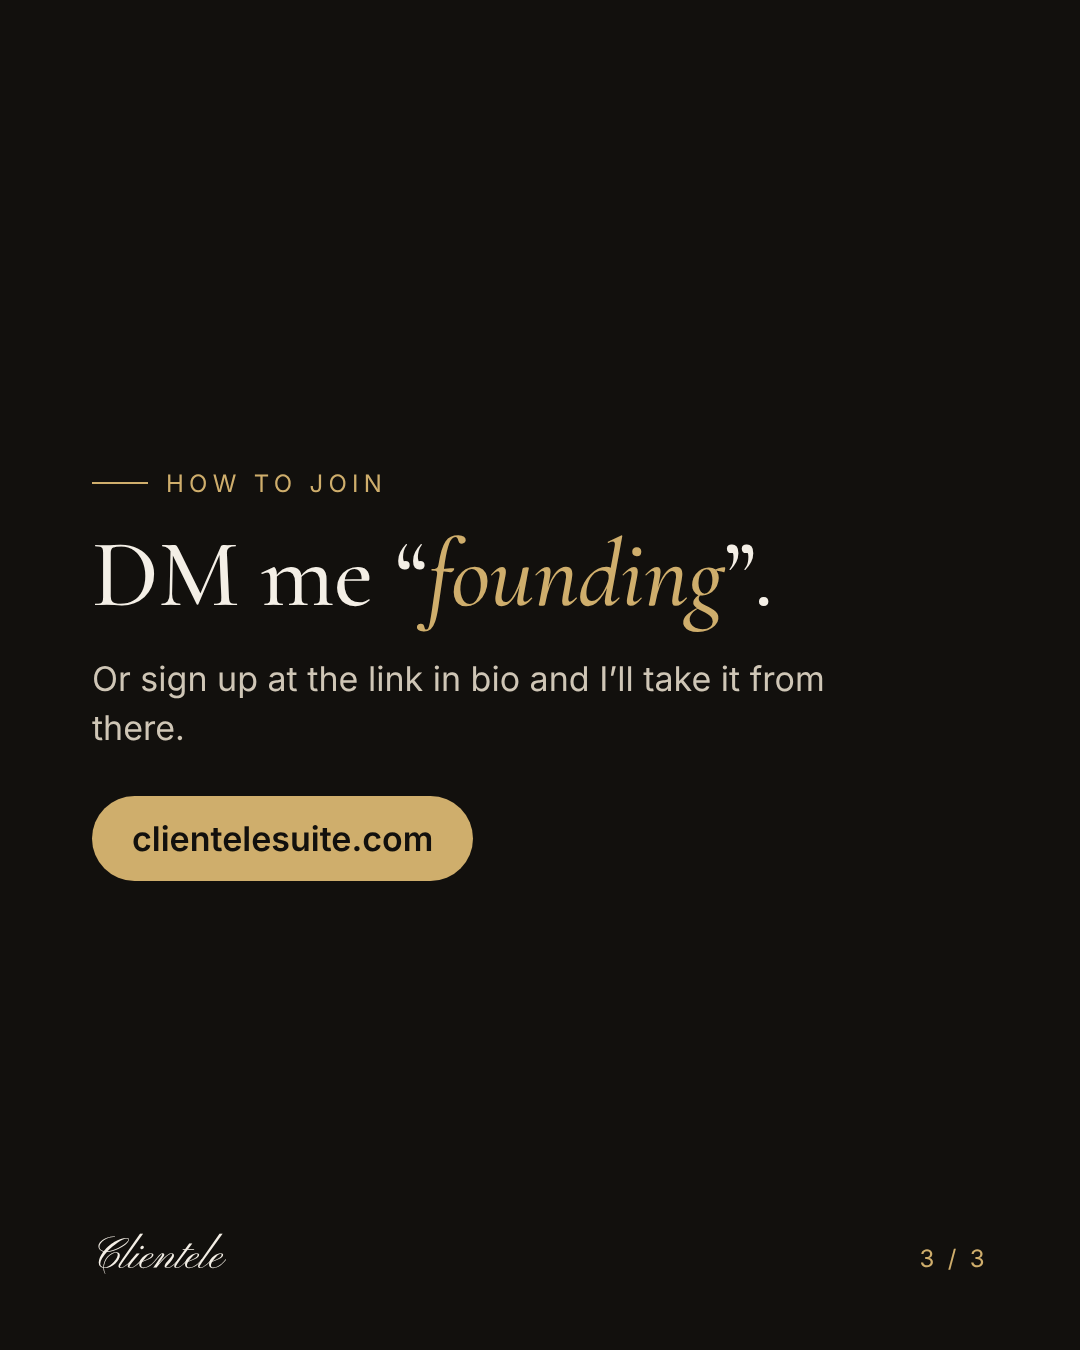 HOW TO JOIN
DM me “founding”.
Or sign up at the link in bio and I’ll take it from
there.
clientelesuite.com
Clientele
3 / 3